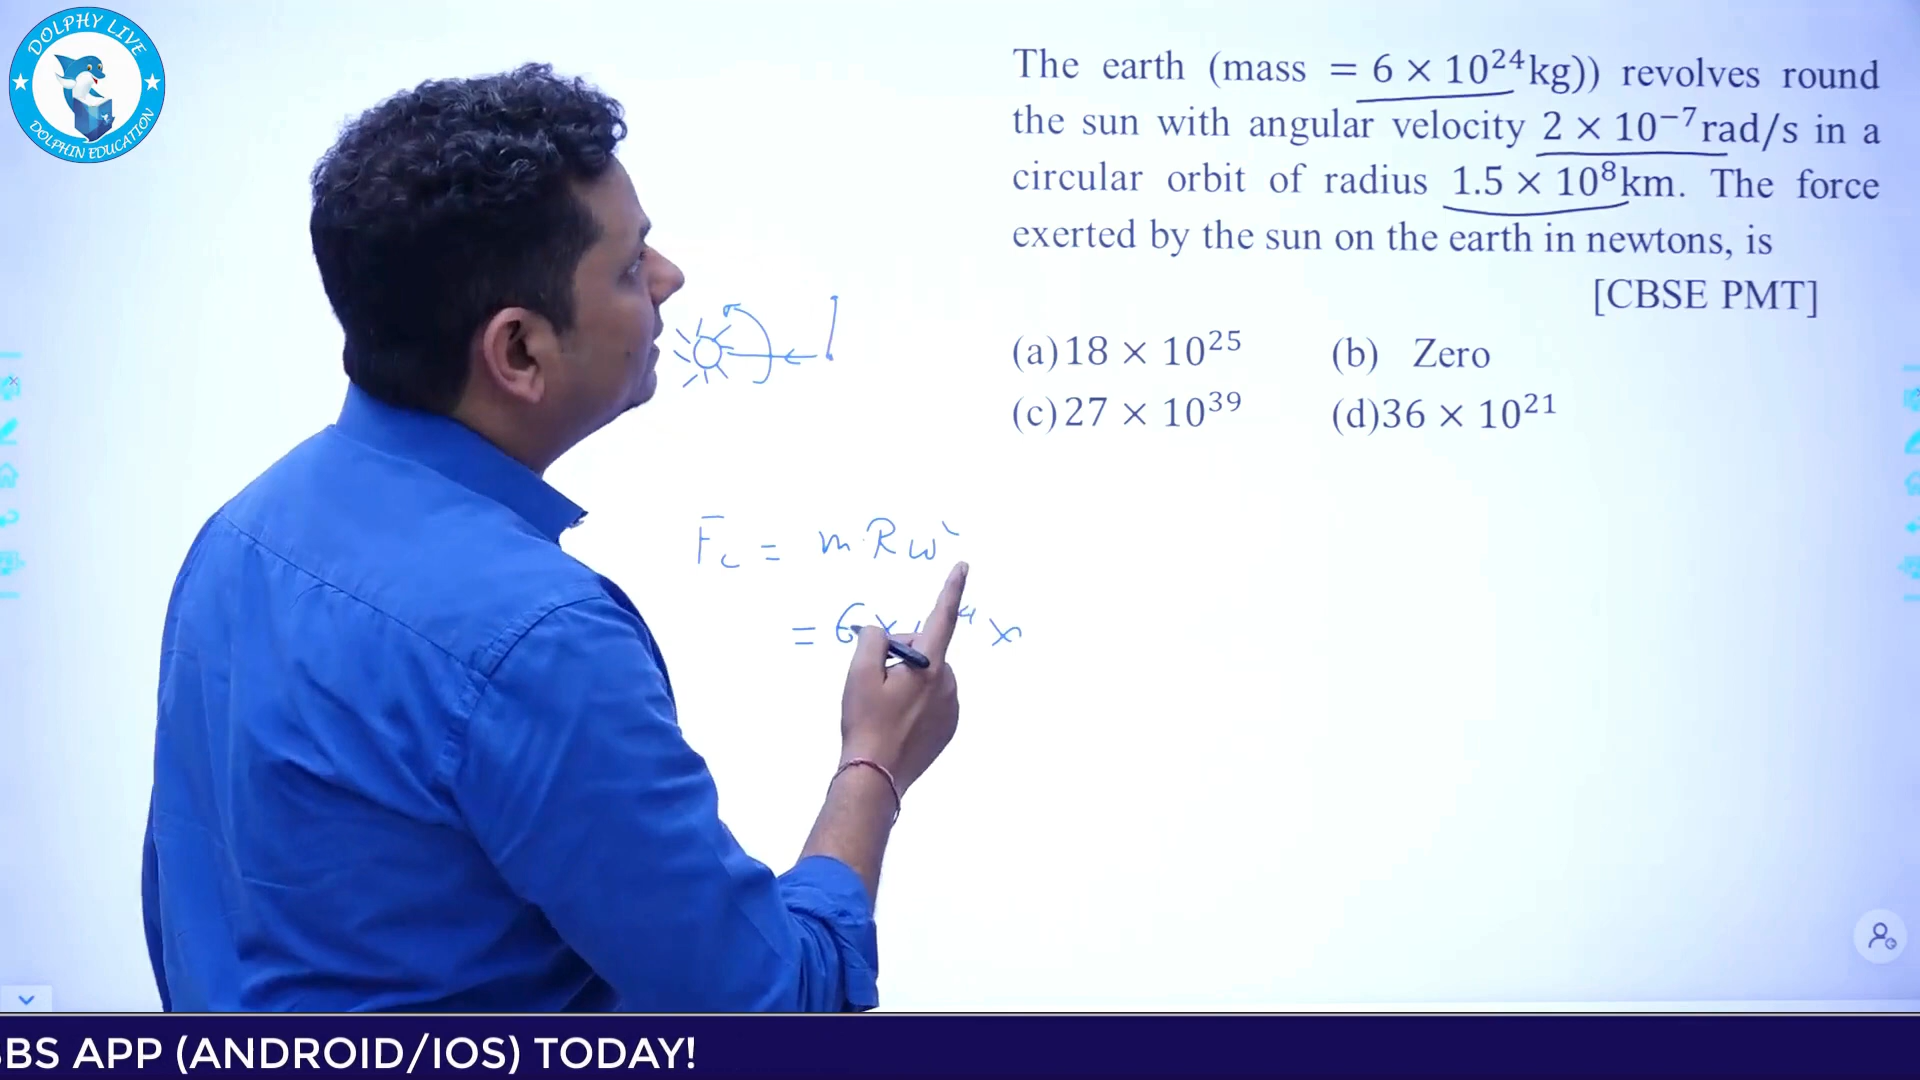 DOLPHY LIVE
DOLPHIN EDUCATION
The earth (mass = 6 × 10²⁴kg)) revolves round
the sun with angular velocity 2 × 10⁻⁷rad/s in a
circular orbit of radius 1.5 × 10⁸km. The force
exerted by the sun on the earth in newtons, is
[CBSE PMT]
(a)18 × 10²⁵ (b) Zero
(c)27 × 10³⁹ (d)36 × 10²¹
F̄c = mRω²
= 6 × 4 ×
BS APP (ANDROID/IOS) TODAY!